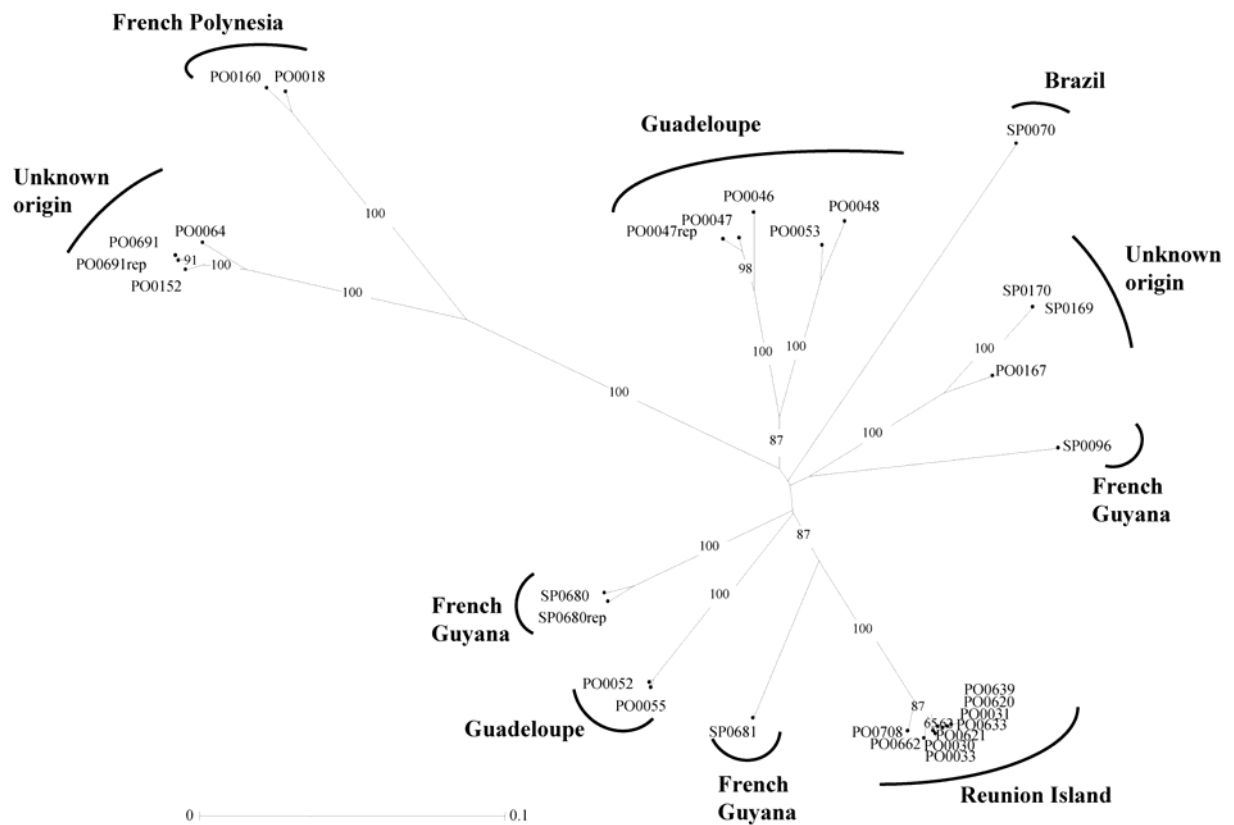 French Polynesia
PO0160 PO0018
Brazil
SP0070
Guadeloupe
Unknown
origin
PO0046
PO0048
PO0047
PO0047rep
PO0053
100
PO0064
PO0691
PO0691rep
91
100
PO0152
98
Unknown
origin
SP0170
SP0169
100
100
100
100
PO0167
100
100
87
SP0096
French
Guyana
87
100
SP0680
SP0680rep
French
Guyana
100
100
PO0052
PO0055
Guadeloupe
SP0681
French
Guyana
87
PO0639
PO0620
PO0031
65 63
PO0633
PO0708
PO0621
PO0662
PO0030
PO0033
Reunion Island
0
0.1